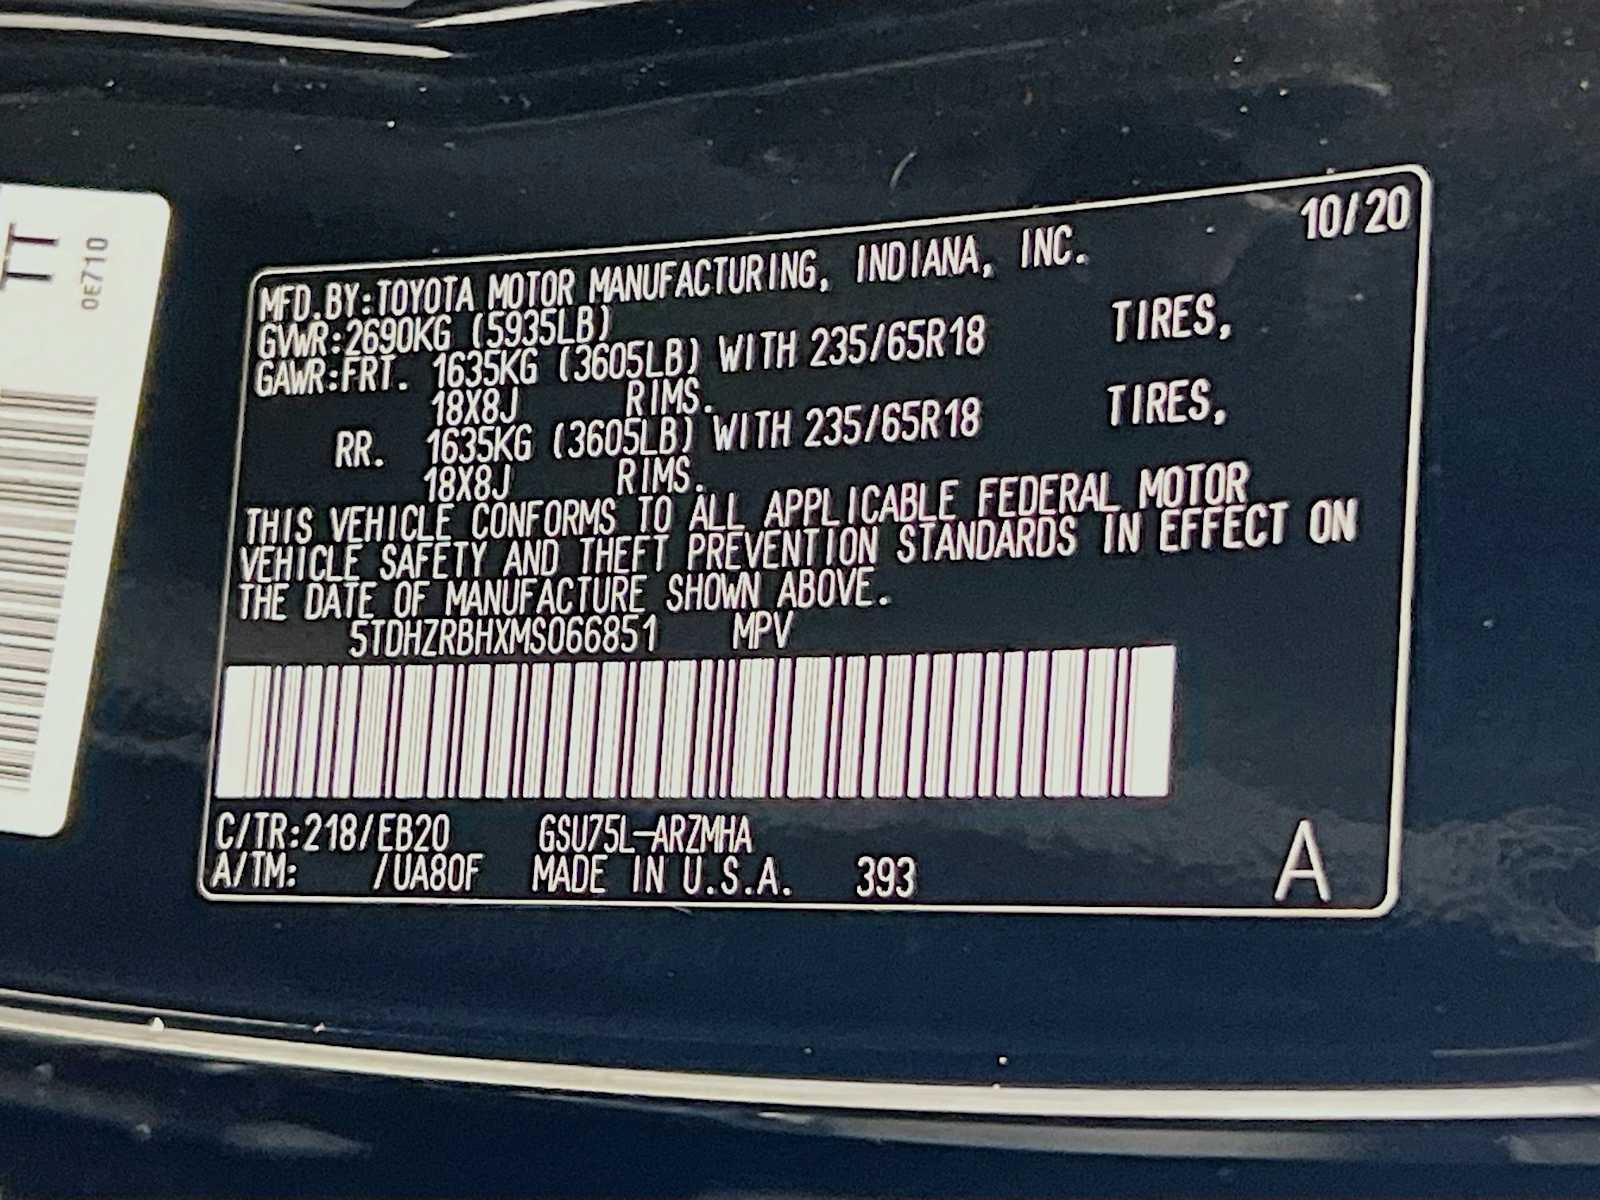 TT
0E710
10/20
MFD.BY:TOYOTA MOTOR MANUFACTURING, INDIANA, INC.
GVWR:2690KG (5935LB)
GAWR:FRT. 1635KG (3605LB) WITH 235/65R18 TIRES,
18X8J RIMS.
RR. 1635KG (3605LB) WITH 235/65R18 TIRES,
18X8J RIMS.
THIS VEHICLE CONFORMS TO ALL APPLICABLE FEDERAL MOTOR
VEHICLE SAFETY AND THEFT PREVENTION STANDARDS IN EFFECT ON
THE DATE OF MANUFACTURE SHOWN ABOVE.
5TDHZRBHXMS066851 MPV
C/TR:218/EB20 GSU75L-ARZMHA
A/TM: /UA80F MADE IN U.S.A. 393
A